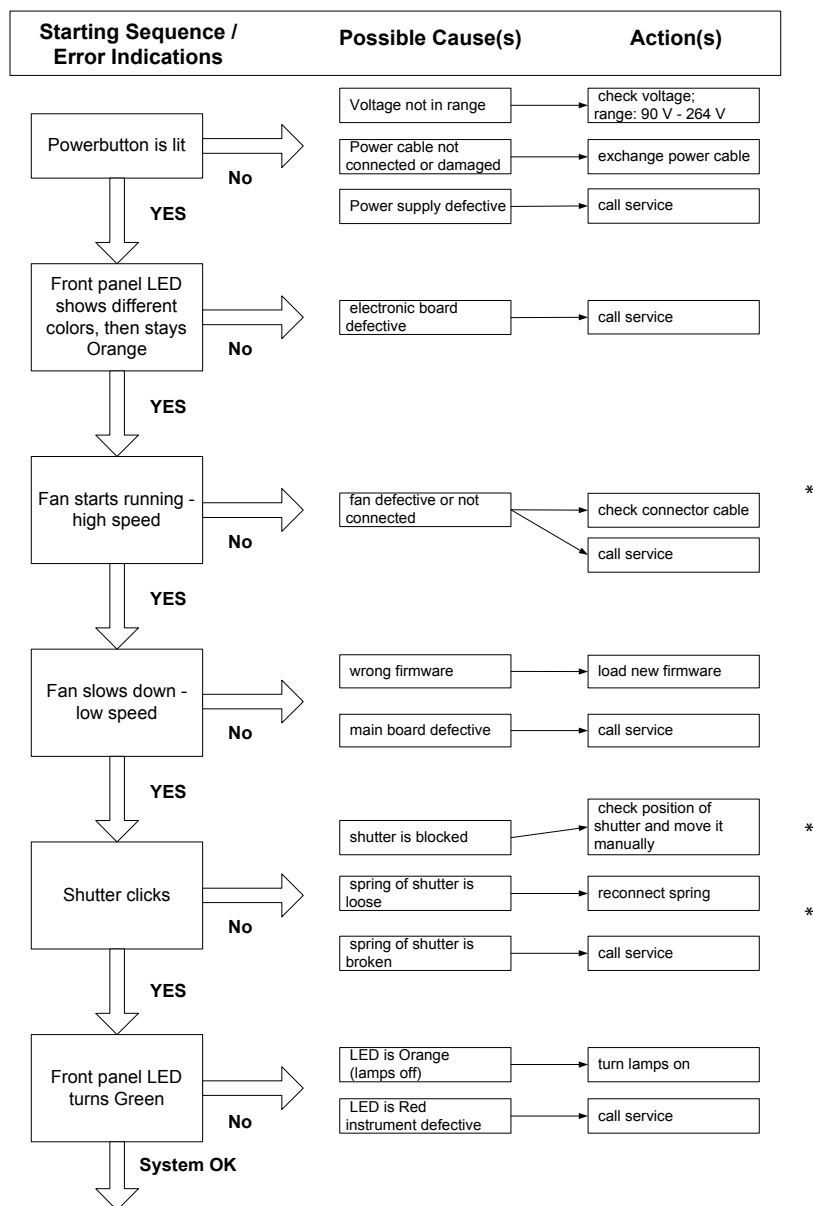 Starting Sequence /
Error Indications
Possible Cause(s)
Action(s)
Powerbutton is lit
No
YES
Voltage not in range
check voltage;
range: 90 V - 264 V
Power cable not
connected or damaged
exchange power cable
Power supply defective
call service
Front panel LED
shows different
colors, then stays
Orange
No
YES
electronic board
defective
call service
Fan starts running -
high speed
No
YES
fan defective or not
connected
check connector cable
*
call service
Fan slows down -
low speed
No
YES
wrong firmware
load new firmware
main board defective
call service
Shutter clicks
No
YES
shutter is blocked
check position of
shutter and move it
manually
*
spring of shutter is
loose
reconnect spring
*
spring of shutter is
broken
call service
Front panel LED
turns Green
No
System OK
LED is Orange
(lamps off)
turn lamps on
LED is Red
instrument defective
call service